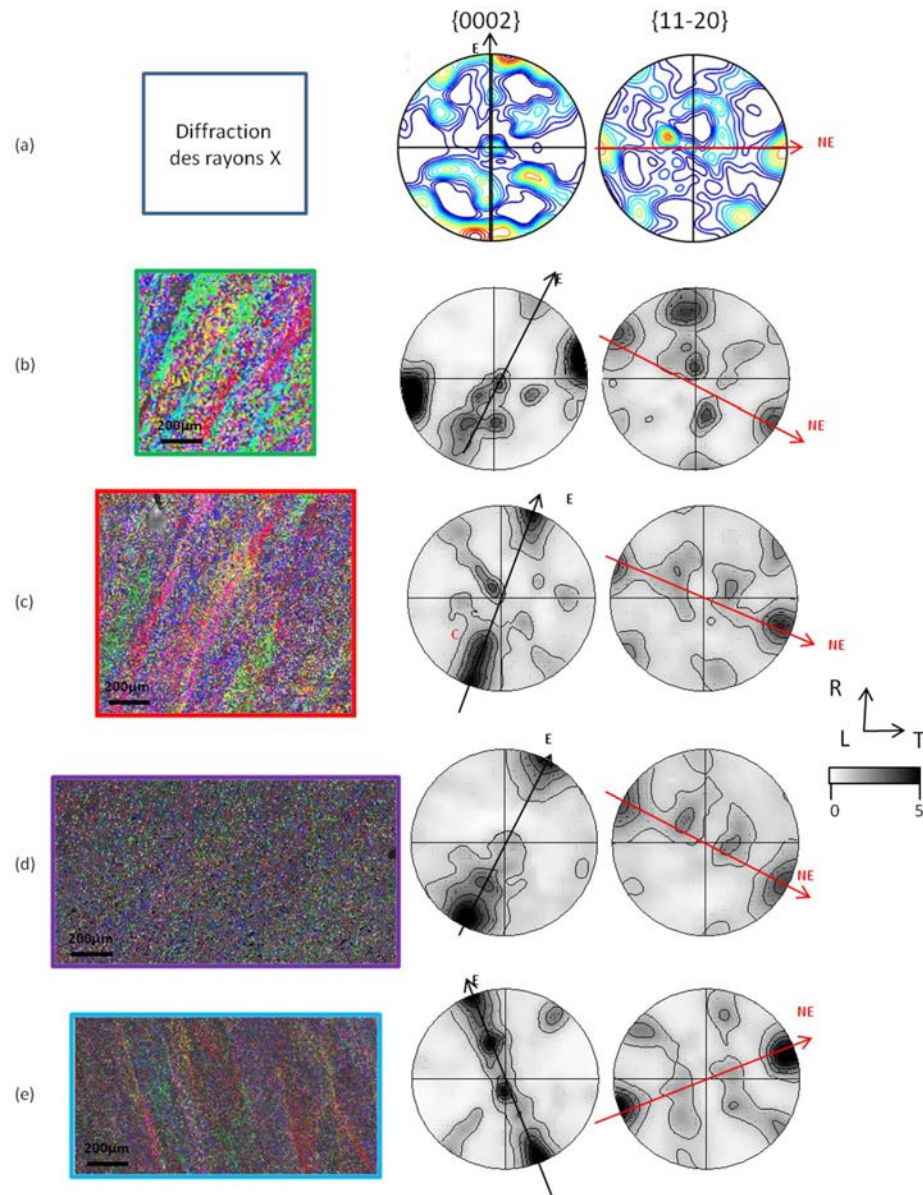 {0002} {11-20}
E
(a) Diffraction
des rayons X
NE
(b) 200µm
E
NE
(c) 200µm
E
C
NE
R
L T
0 5
(d) 200µm
E
NE
(e) 200µm
E
NE